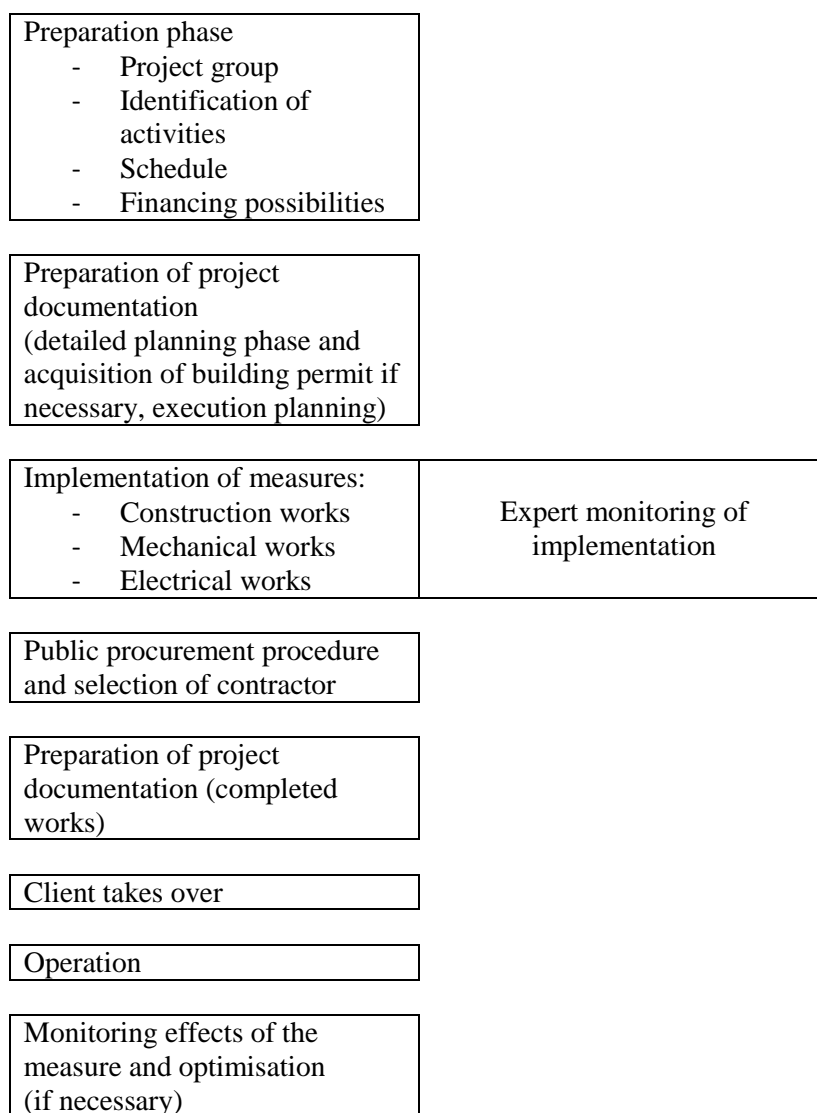 Preparation phase
- Project group
- Identification of
activities
- Schedule
- Financing possibilities
Preparation of project
documentation
(detailed planning phase and
acquisition of building permit if
necessary, execution planning)
Implementation of measures:
- Construction works
- Mechanical works
- Electrical works
Expert monitoring of
implementation
Public procurement procedure
and selection of contractor
Preparation of project
documentation (completed
works)
Client takes over
Operation
Monitoring effects of the
measure and optimisation
(if necessary)